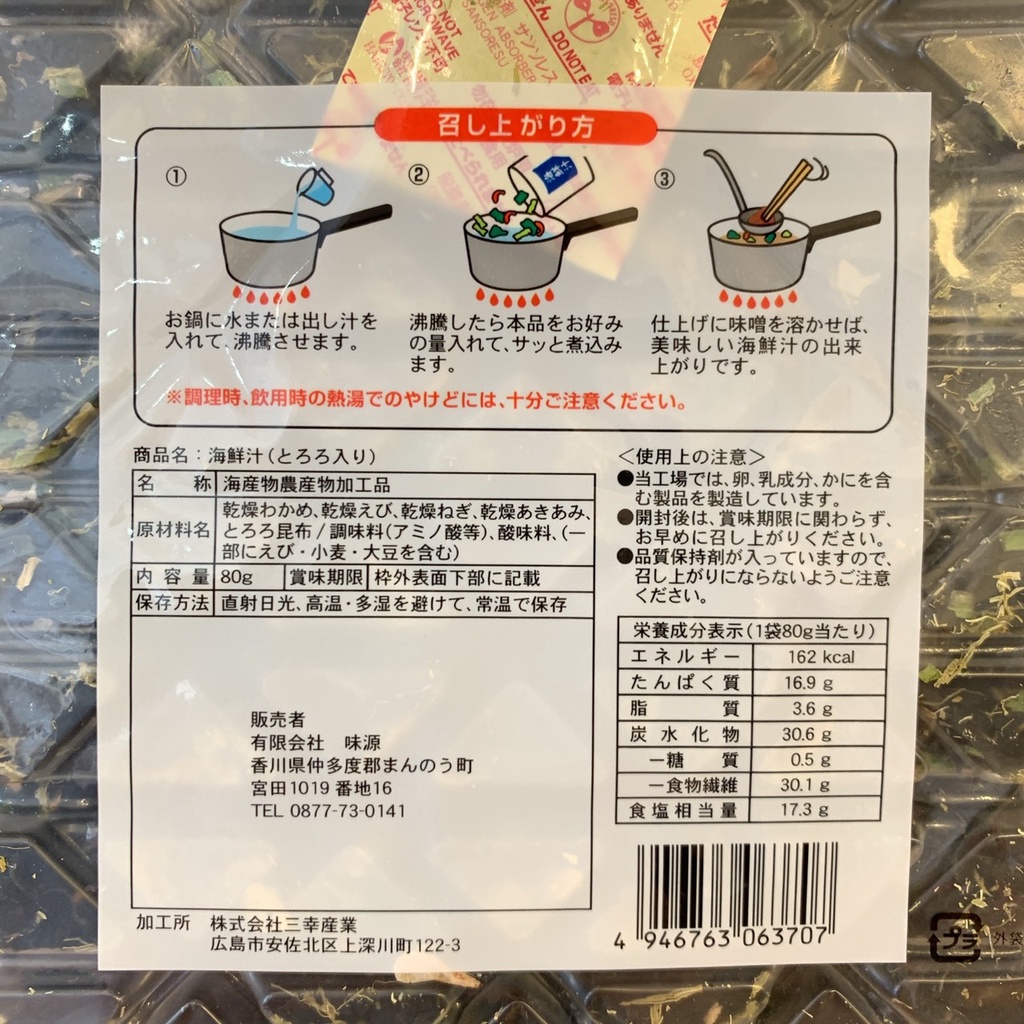 DO NOT MICROWAVE
サンソレス
DO NOT EAT
ABSORBER
SANSORESU
ありません
召し上がり方
①
②
③
お鍋に水または出し汁を
入れて、沸騰させます。
沸騰したら本品をお好み
の量入れて、サッと煮込み
ます。
仕上げに味噌を溶かせば、
美味しい海鮮汁の出来
上がりです。
※調理時、飲用時の熱湯でのやけどには、十分ご注意ください。
商品名：海鮮汁（とろろ入り）
名 称 海産物農産物加工品
原材料名 乾燥わかめ、乾燥えび、乾燥ねぎ、乾燥あきあみ、
とろろ昆布/調味料（アミノ酸等）、酸味料、（一
部にえび・小麦・大豆を含む）
内容量 80g 賞味期限 枠外表面下部に記載
保存方法 直射日光、高温・多湿を避けて、常温で保存
販売者
有限会社 味源
香川県仲多度郡まんのう町
宮田1019番地16
TEL 0877-73-0141
加工所 株式会社三幸産業
広島市安佐北区上深川町122-3
＜使用上の注意＞
●当工場では、卵、乳成分、かにを含
む製品を製造しています。
●開封後は、賞味期限に関わらず、
お早めに召し上がりください。
●品質保持剤が入っていますので、
召し上がりにならないようご注意
ください。
栄養成分表示（1袋80g当たり）
エネルギー 162 kcal
たんぱく質 16.9 g
脂質 3.6 g
炭水化物 30.6 g
－糖質 0.5 g
－食物繊維 30.1 g
食塩相当量 17.3 g
4 946763 063707
プラ
外袋